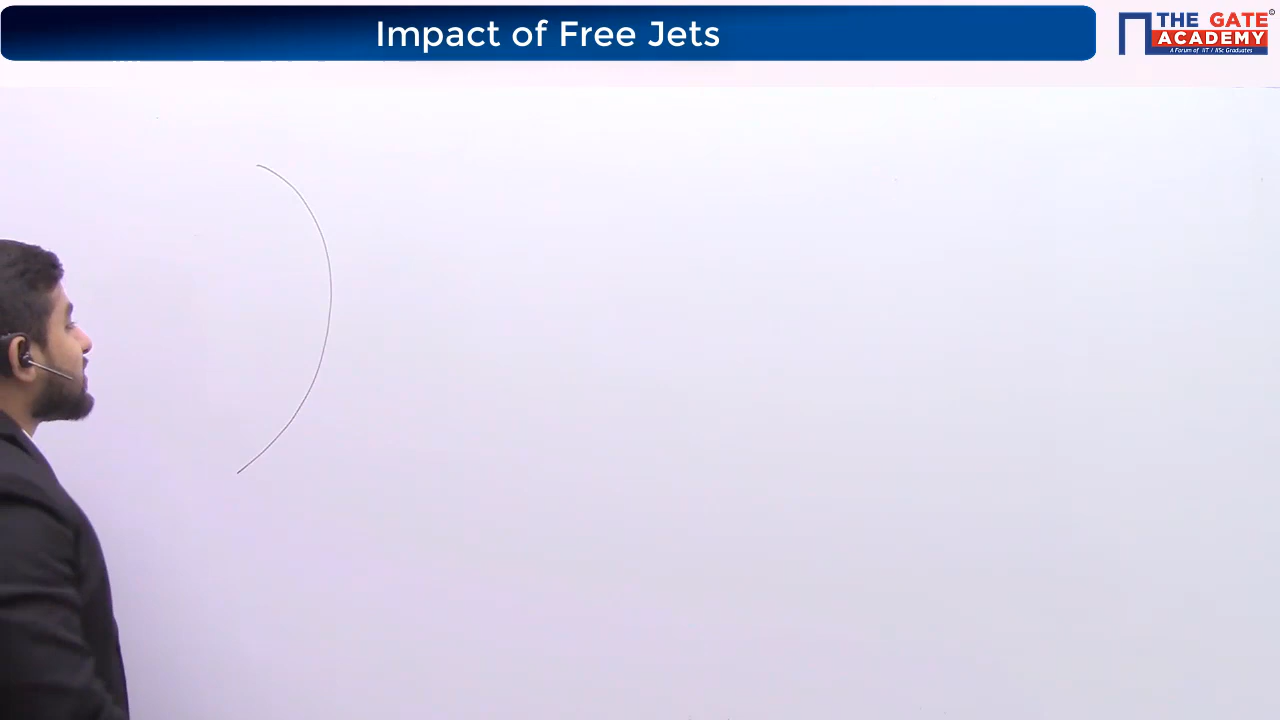 Impact of Free Jets
THE GATE
ACADEMY
©
A Forum of IIT / IISc Graduates